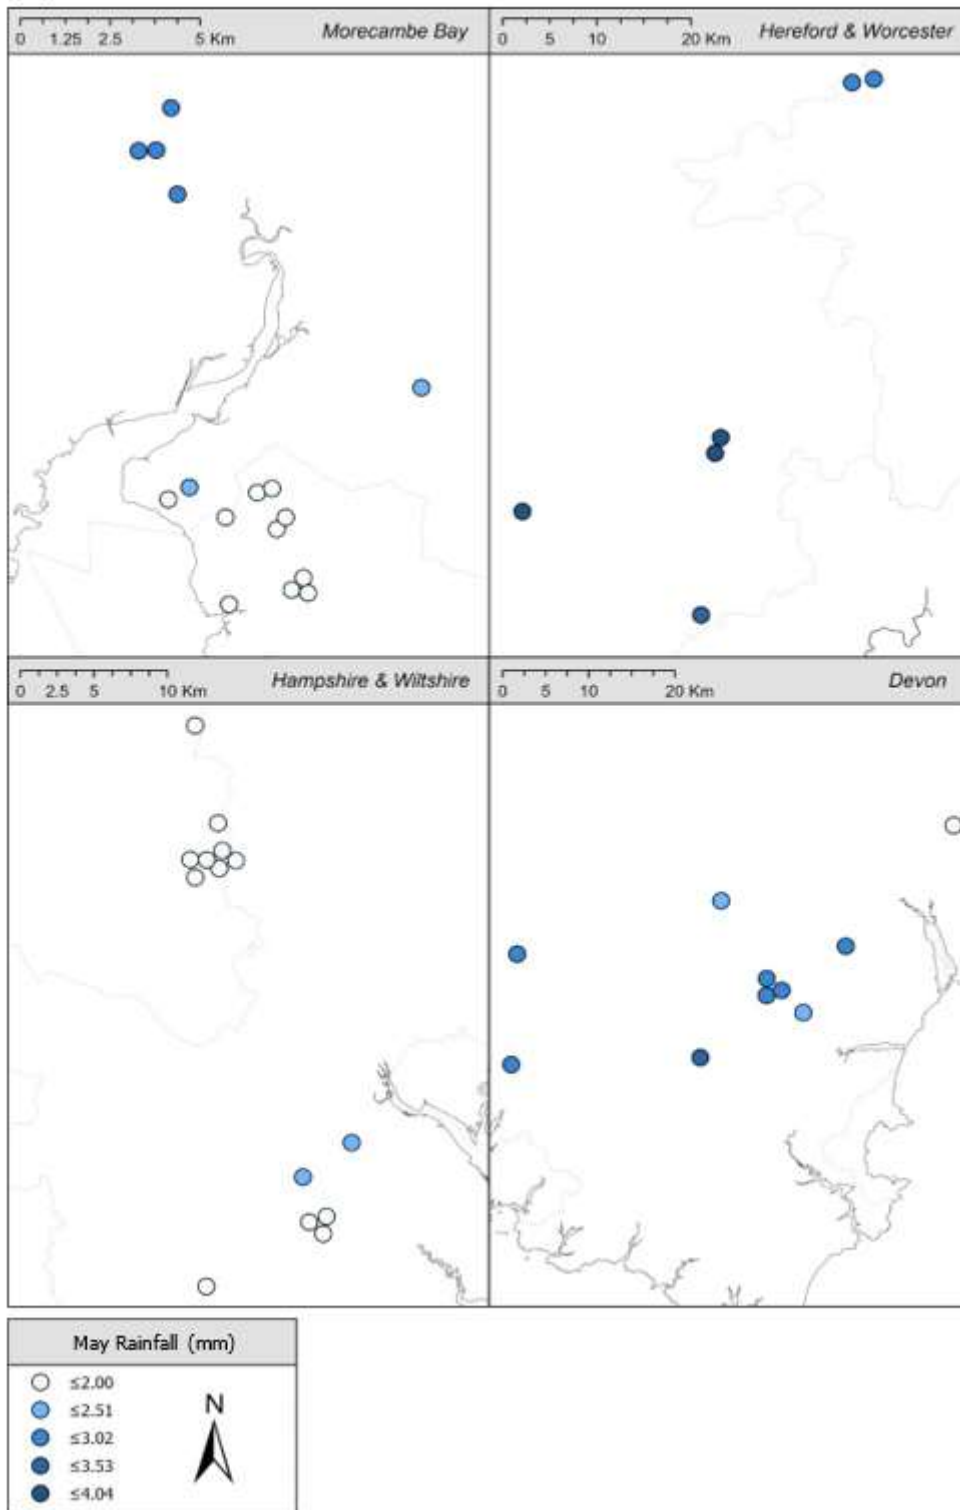 0 1.25 2.5 5 Km Morecambe Bay
0 5 10 20 Km Hereford & Worcester
0 2.5 5 10 Km Hampshire & Wiltshire
0 5 10 20 Km Devon
May Rainfall (mm)
≤2.00
≤2.51
≤3.02
≤3.53
≤4.04
N